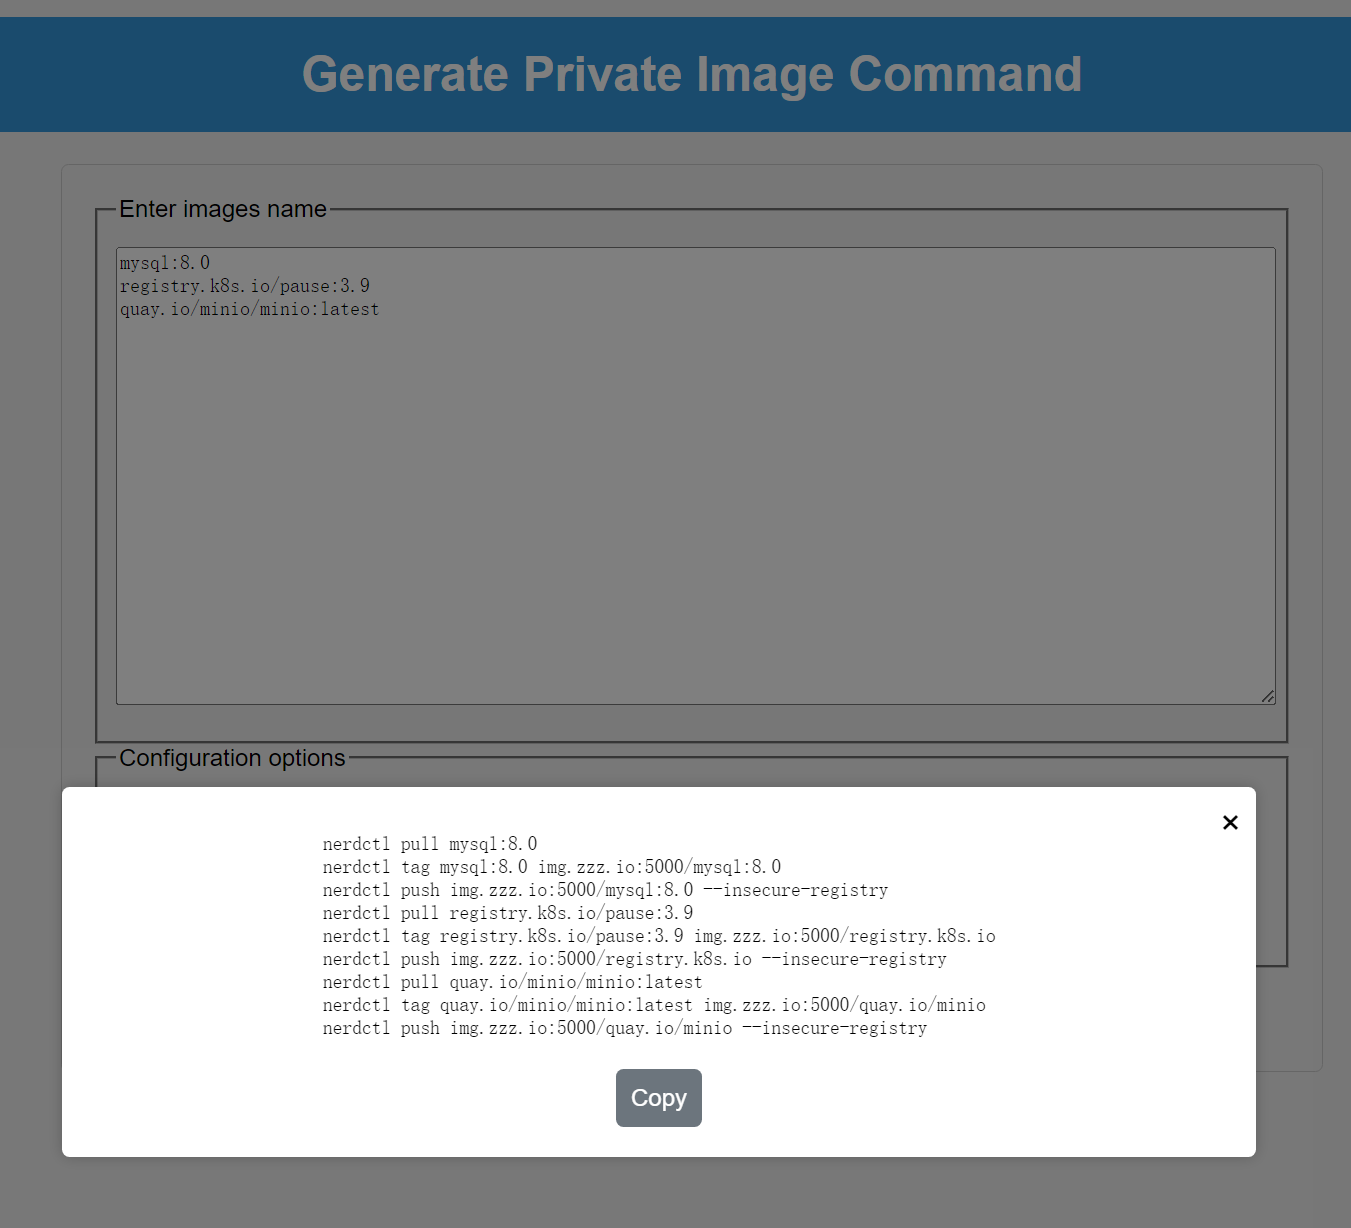 Generate Private Image Command
Enter images name
mysql:8.0
registry.k8s.io/pause:3.9
quay.io/minio/minio:latest
Configuration options
×
nerdctl pull mysql:8.0
nerdctl tag mysql:8.0 img.zzz.io:5000/mysql:8.0
nerdctl push img.zzz.io:5000/mysql:8.0 --insecure-registry
nerdctl pull registry.k8s.io/pause:3.9
nerdctl tag registry.k8s.io/pause:3.9 img.zzz.io:5000/registry.k8s.io
nerdctl push img.zzz.io:5000/registry.k8s.io --insecure-registry
nerdctl pull quay.io/minio/minio:latest
nerdctl tag quay.io/minio/minio:latest img.zzz.io:5000/quay.io/minio
nerdctl push img.zzz.io:5000/quay.io/minio --insecure-registry
Copy